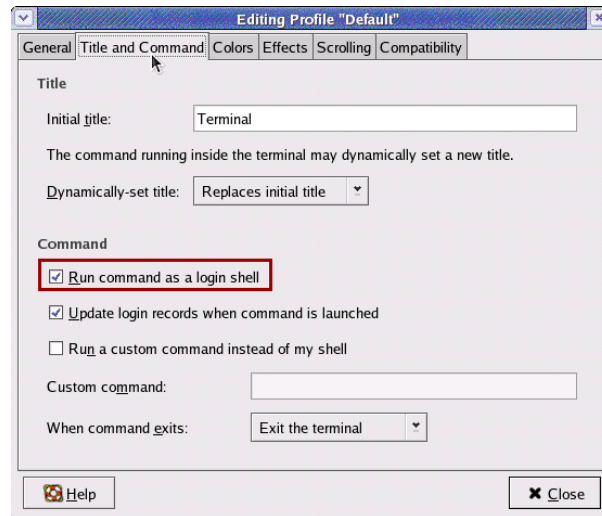 Editing Profile "Default"
General Title and Command Colors Effects Scrolling Compatibility
Title
Initial title: Terminal
The command running inside the terminal may dynamically set a new title.
Dynamically-set title: Replaces initial title
Command
Run command as a login shell
Update login records when command is launched
Run a custom command instead of my shell
Custom command:
When command exits: Exit the terminal
Help Close